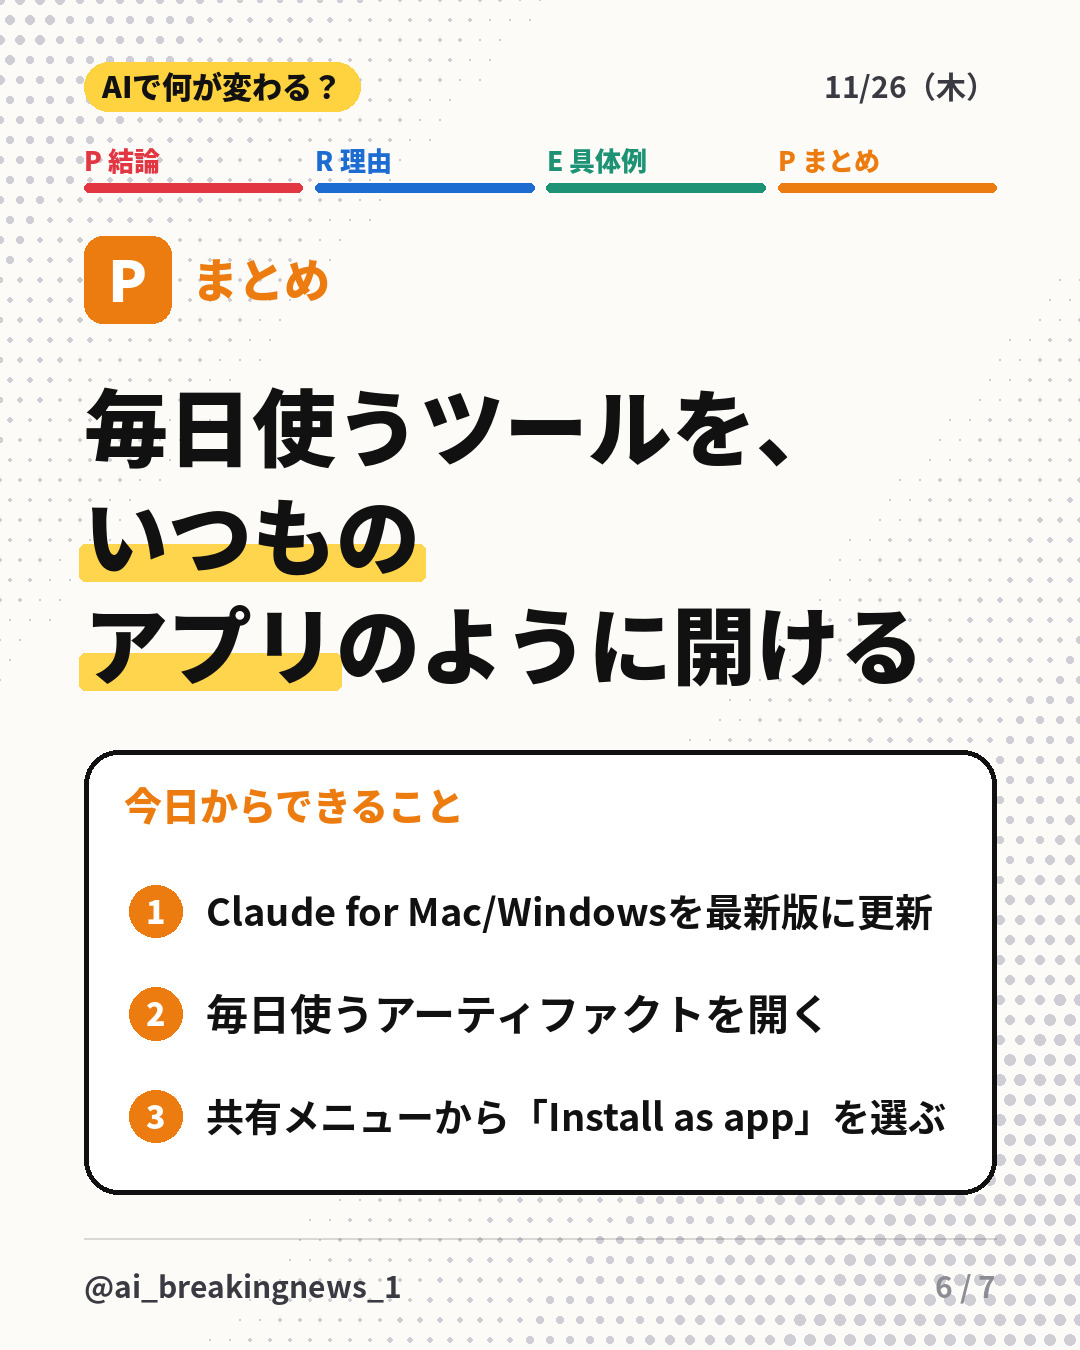 AIで何が変わる？
11/26（木）
P 結論
R 理由
E 具体例
P まとめ
P
まとめ
毎日使うツールを、
いつもの
アプリのように開ける
今日からできること
1 Claude for Mac/Windowsを最新版に更新
2 毎日使うアーティファクトを開く
3 共有メニューから「Install as app」を選ぶ
@ai_breakingnews_1
6 / 7